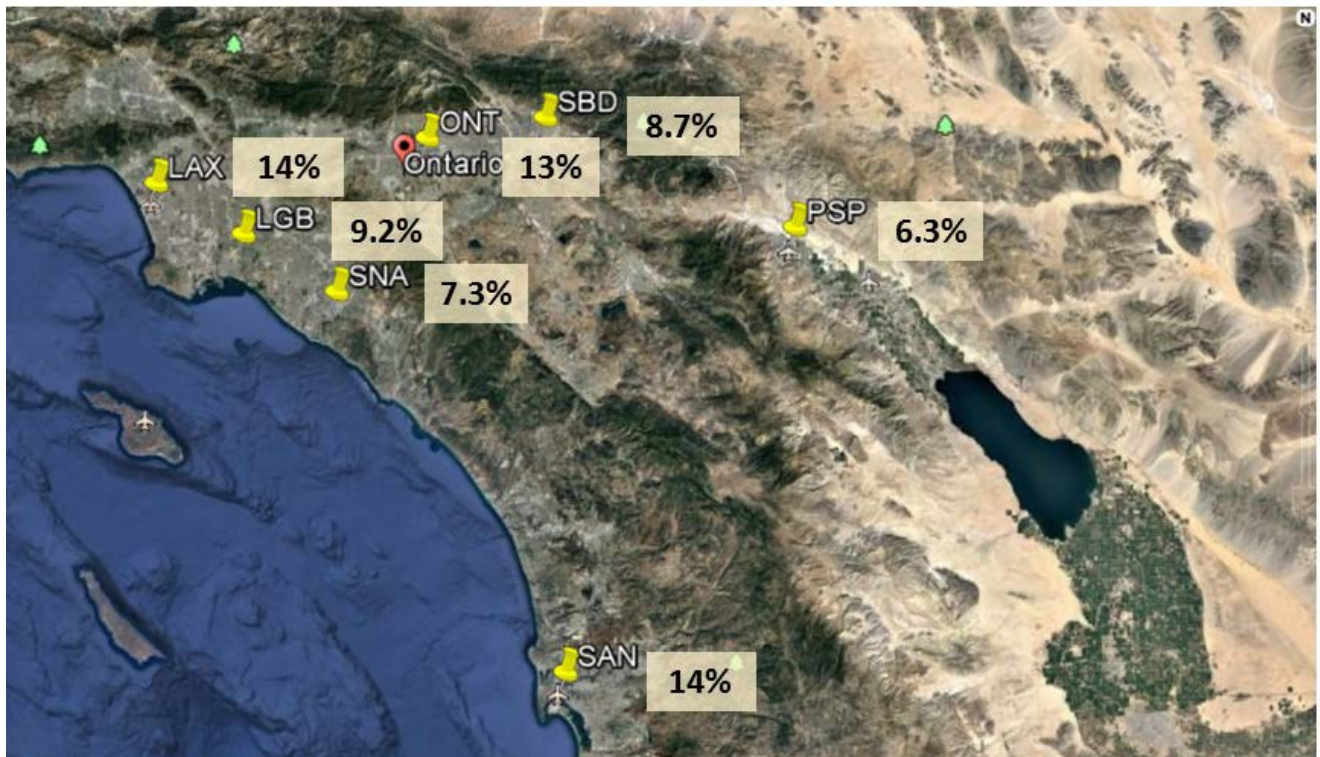 N
SBD
8.7%
ONT
Ontario
13%
LAX
14%
LGB
9.2%
PSP
6.3%
SNA
7.3%
SAN
14%